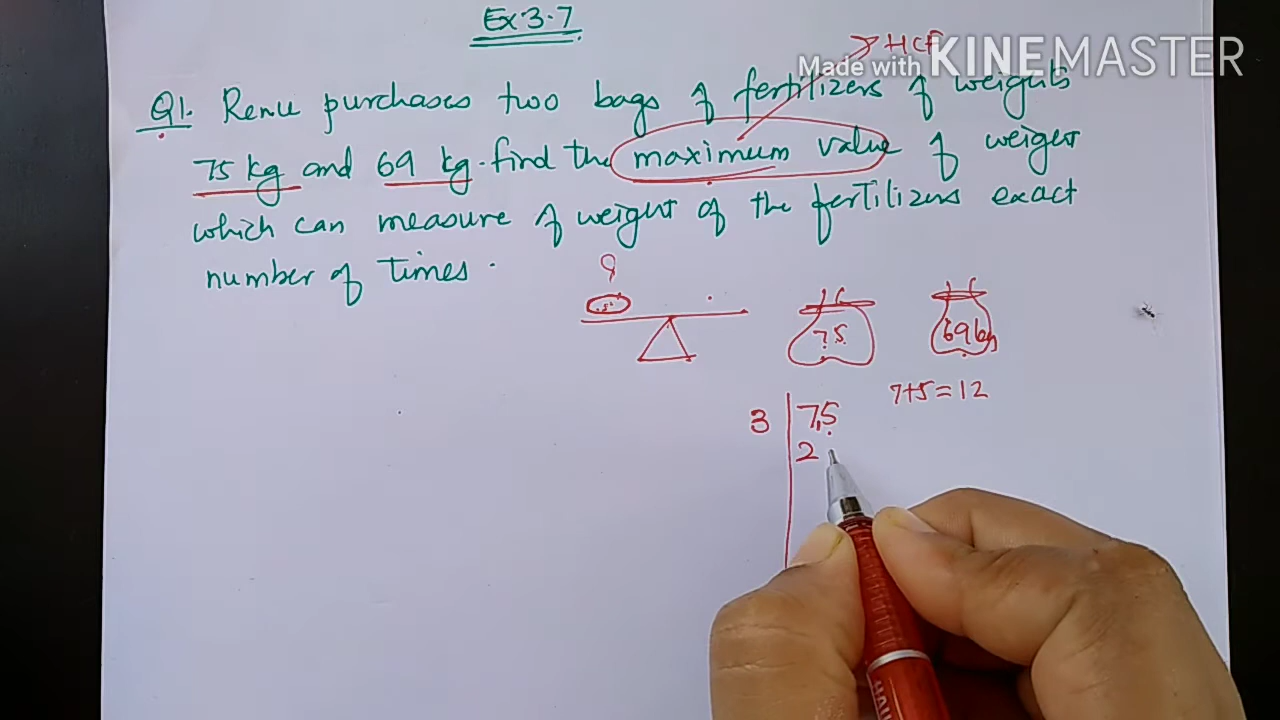 Ex 3.7
HCF
Made with KINEMASTER
Q1. Renu purchases two bags of fertilizers of weights
75 kg and 69 kg. find the maximum value of weight
which can measure of weight of the fertilizers exact
number of times.
75
69 kg
7+5=12
3 75
2